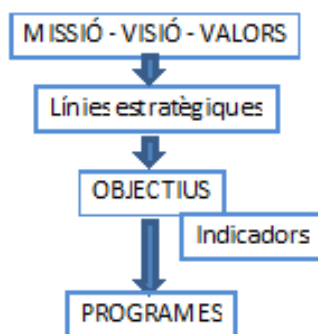 MISSIÓ - VISIÓ - VALORS
Línies estratègiques
OBJECTIUS
Indicadors
PROGRAMES